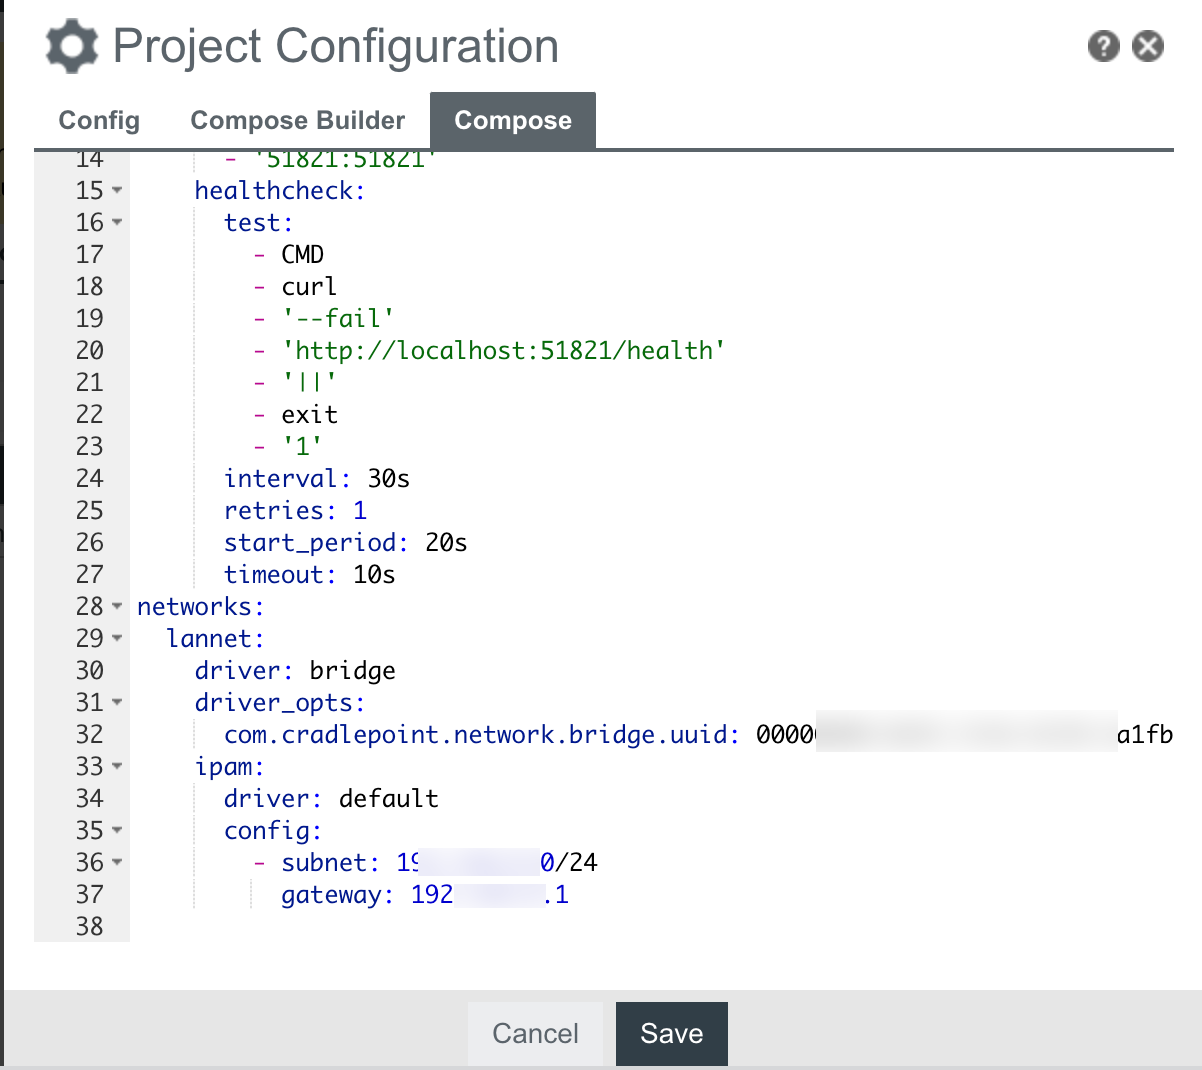 Project Configuration
Config Compose Builder Compose
14 - '51821:51821'
15 healthcheck:
16 test:
17 - CMD
18 - curl
19 - '--fail'
20 - 'http://localhost:51821/health'
21 - '||'
22 - exit
23 - '1'
24 interval: 30s
25 retries: 1
26 start_period: 20s
27 timeout: 10s
28 networks:
29 lannet:
30 driver: bridge
31 driver_opts:
32 com.cradlepoint.network.bridge.uuid: 0000 a1fb
33 ipam:
34 driver: default
35 config:
36 - subnet: 19 0/24
37 gateway: 192 .1
38
Cancel Save